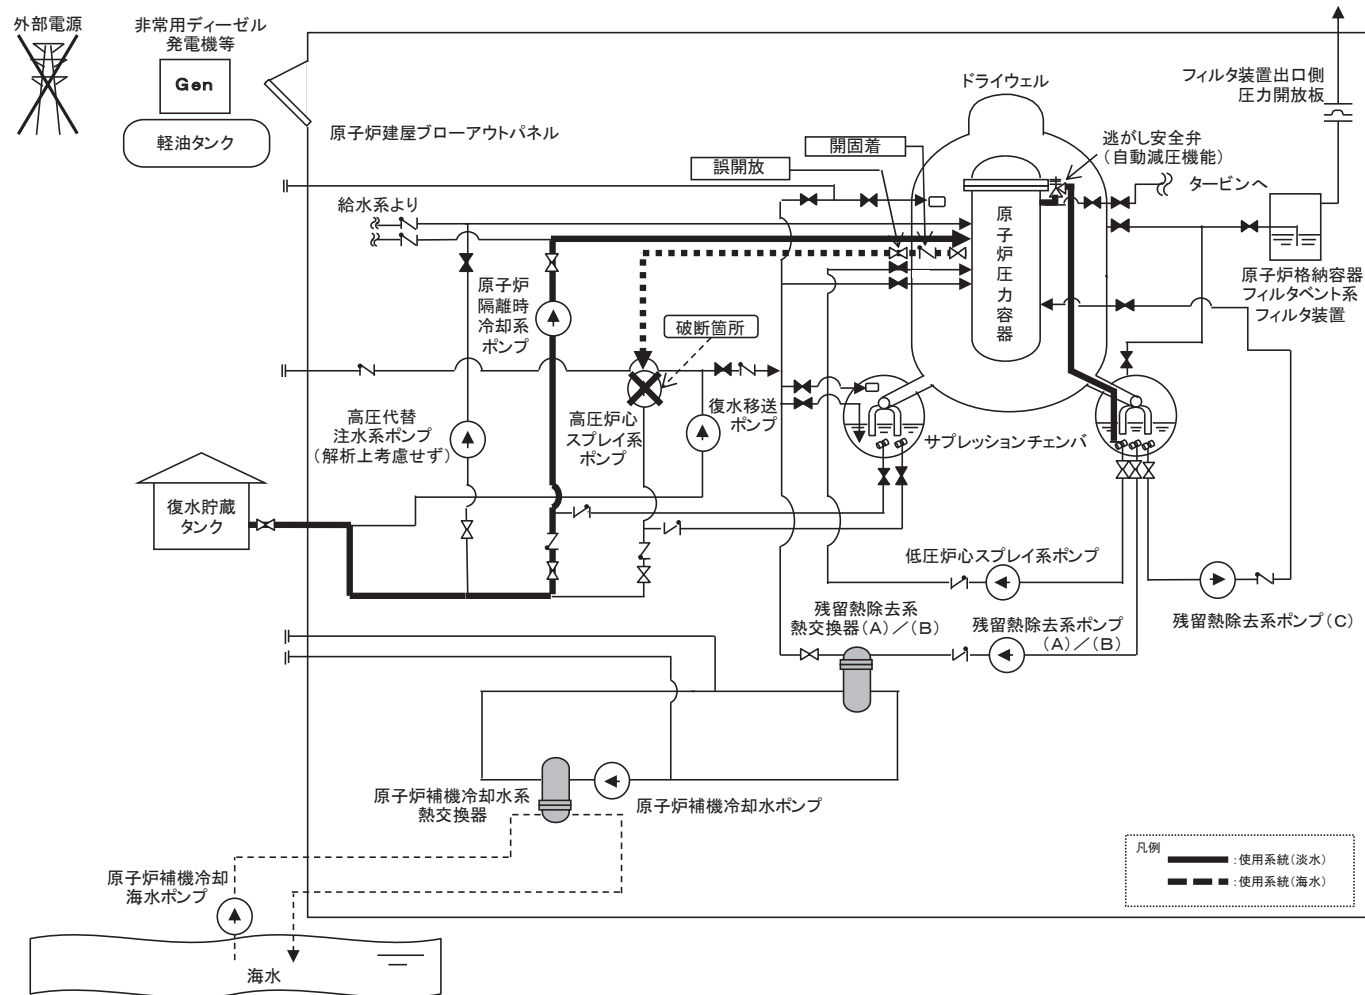 外部電源
非常用ディーゼル
発電機等
Gen
軽油タンク
原子炉建屋ブローアウトパネル
ドライウェル
フィルタ装置出口側
圧力開放板
開固着
誤開放
逃がし安全弁
(自動減圧機能)
タービンへ
給水系より
原子炉圧力容器
原子炉
隔離時
冷却系
ポンプ
原子炉格納容器
フィルタベント系
フィルタ装置
破断箇所
高圧代替
注水系ポンプ
(解析上考慮せず)
高圧炉心
スプレイ系
ポンプ
復水移送
ポンプ
サプレッションチェンバ
復水貯蔵
タンク
低圧炉心スプレイ系ポンプ
残留熱除去系
熱交換器(A)/(B)
残留熱除去系ポンプ
(A)/(B)
残留熱除去系ポンプ(C)
原子炉補機冷却水系
熱交換器
原子炉補機冷却水ポンプ
原子炉補機冷却
海水ポンプ
海水
凡例
:使用系統(淡水)
:使用系統(海水)